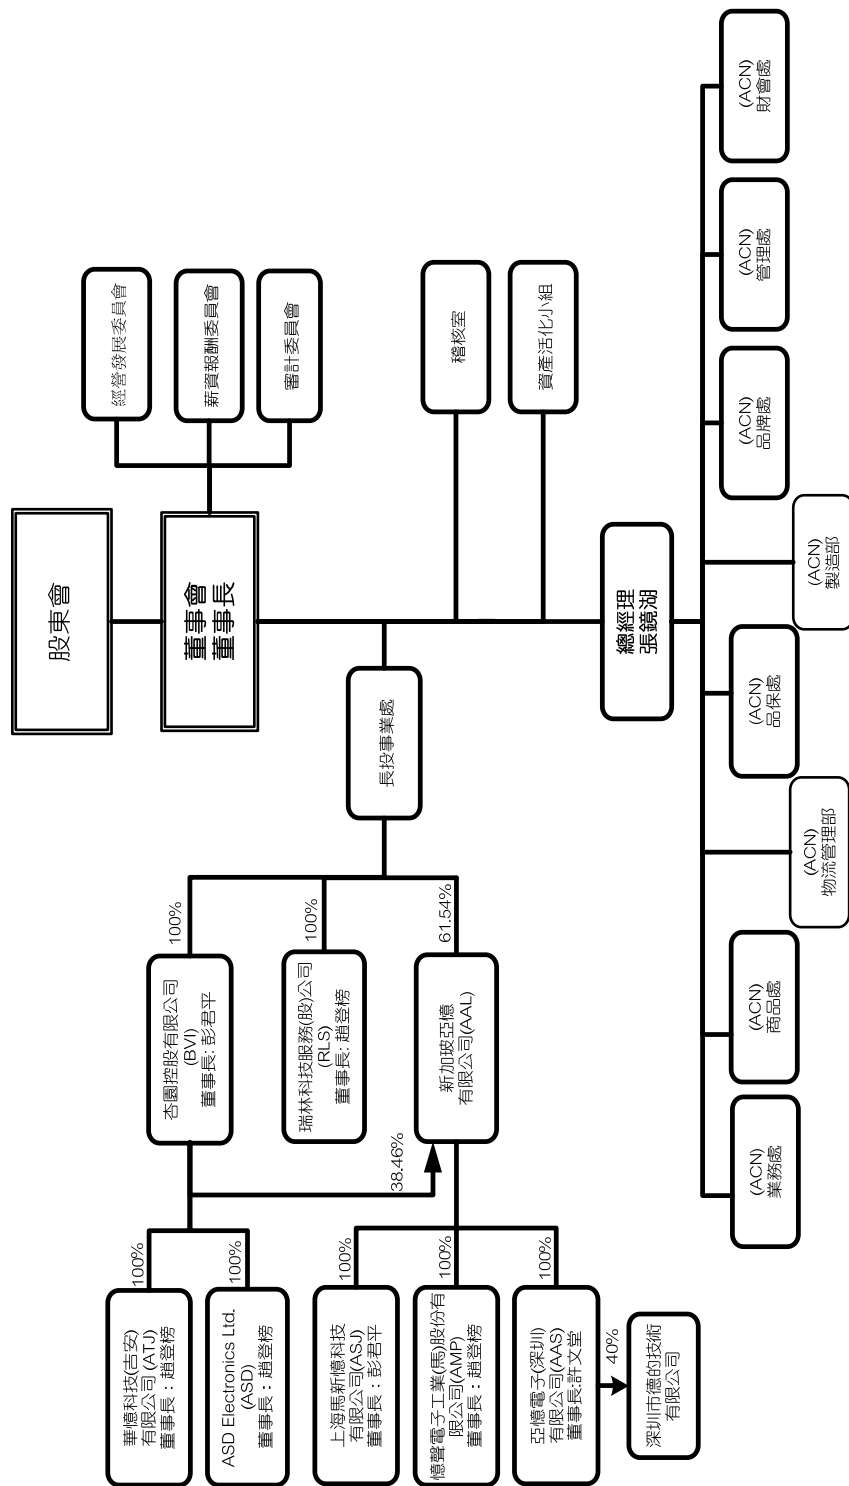 股東會
董事會
董事長
經營發展委員會
薪資報酬委員會
審計委員會
稽核室
資產活化小組
長投事業處
總經理
張鏡湖
100%
100%
61.54%
杏園控股有限公司
(BVI)
董事長: 彭君平
瑞林科技服務(股)公司
(RLS)
董事長: 趙登榜
新加玻亞憶
有限公司(AAL)
38.46%
100%
100%
100%
100%
100%
華憶科技(吉安)
有限公司 (ATJ)
董事長：趙登榜
ASD Electronics Ltd.
(ASD)
董事長：趙登榜
上海馬新憶科技
有限公司(ASJ)
董事長：彭君平
憶聲電子工業(馬)股份有
限公司(AMP)
董事長：趙登榜
亞憶電子(深圳)
有限公司(AAS)
董事長:許文堂
40%
深圳市德的技術
有限公司
(ACN)
業務處
(ACN)
商品處
(ACN)
物流管理部
(ACN)
品保處
(ACN)
製造部
(ACN)
品牌處
(ACN)
管理處
(ACN)
財會處